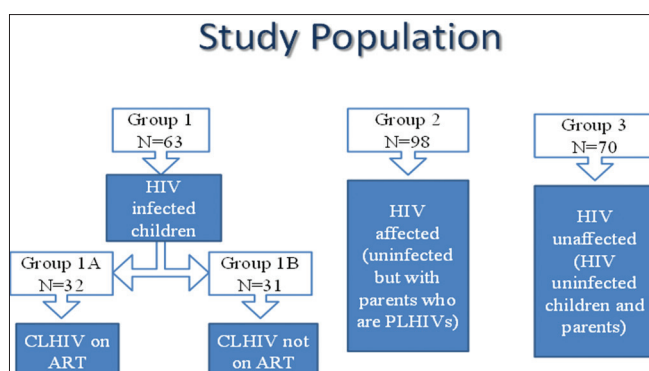 Study Population
Group 1
N=63
HIV
infected
children
Group 1A
N=32
CLHIV on
ART
Group 1B
N=31
CLHIV not
on ART
Group 2
N=98
HIV
affected
(uninfected
but with
parents who
are PLHIVs)
Group 3
N=70
HIV
unaffected
(HIV
uninfected
children and
parents)